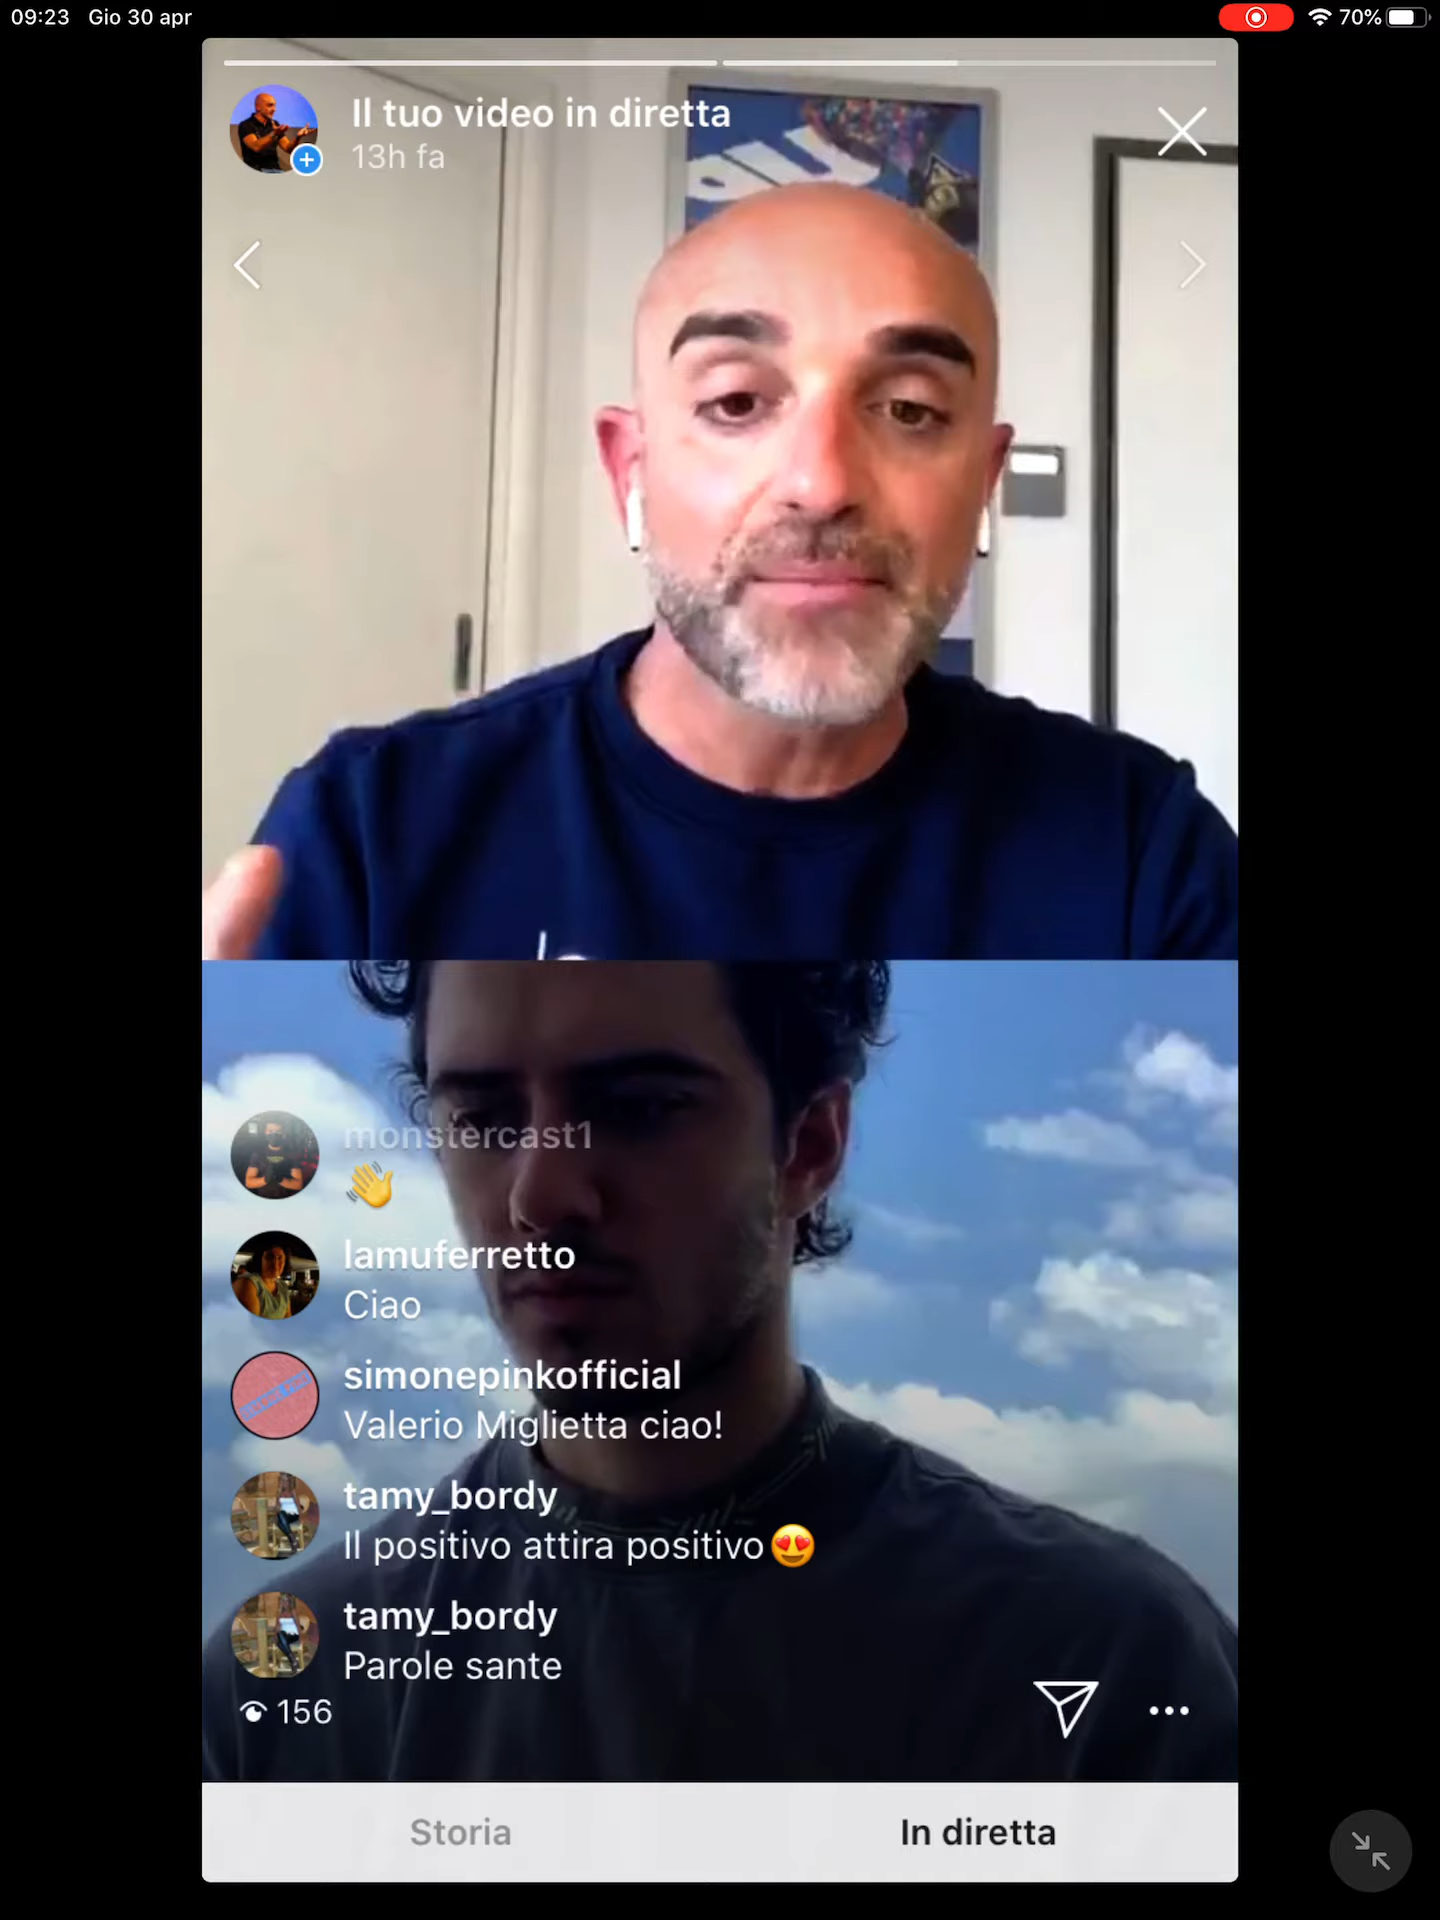 09:23 Gio 30 apr
70%
Il tuo video in diretta
13h fa
monstercast1
👋
lamuferretto
Ciao
simonepinkofficial
Valerio Miglietta ciao!
tamy_bordy
Il positivo attira positivo😍
tamy_bordy
Parole sante
156
Storia
In diretta